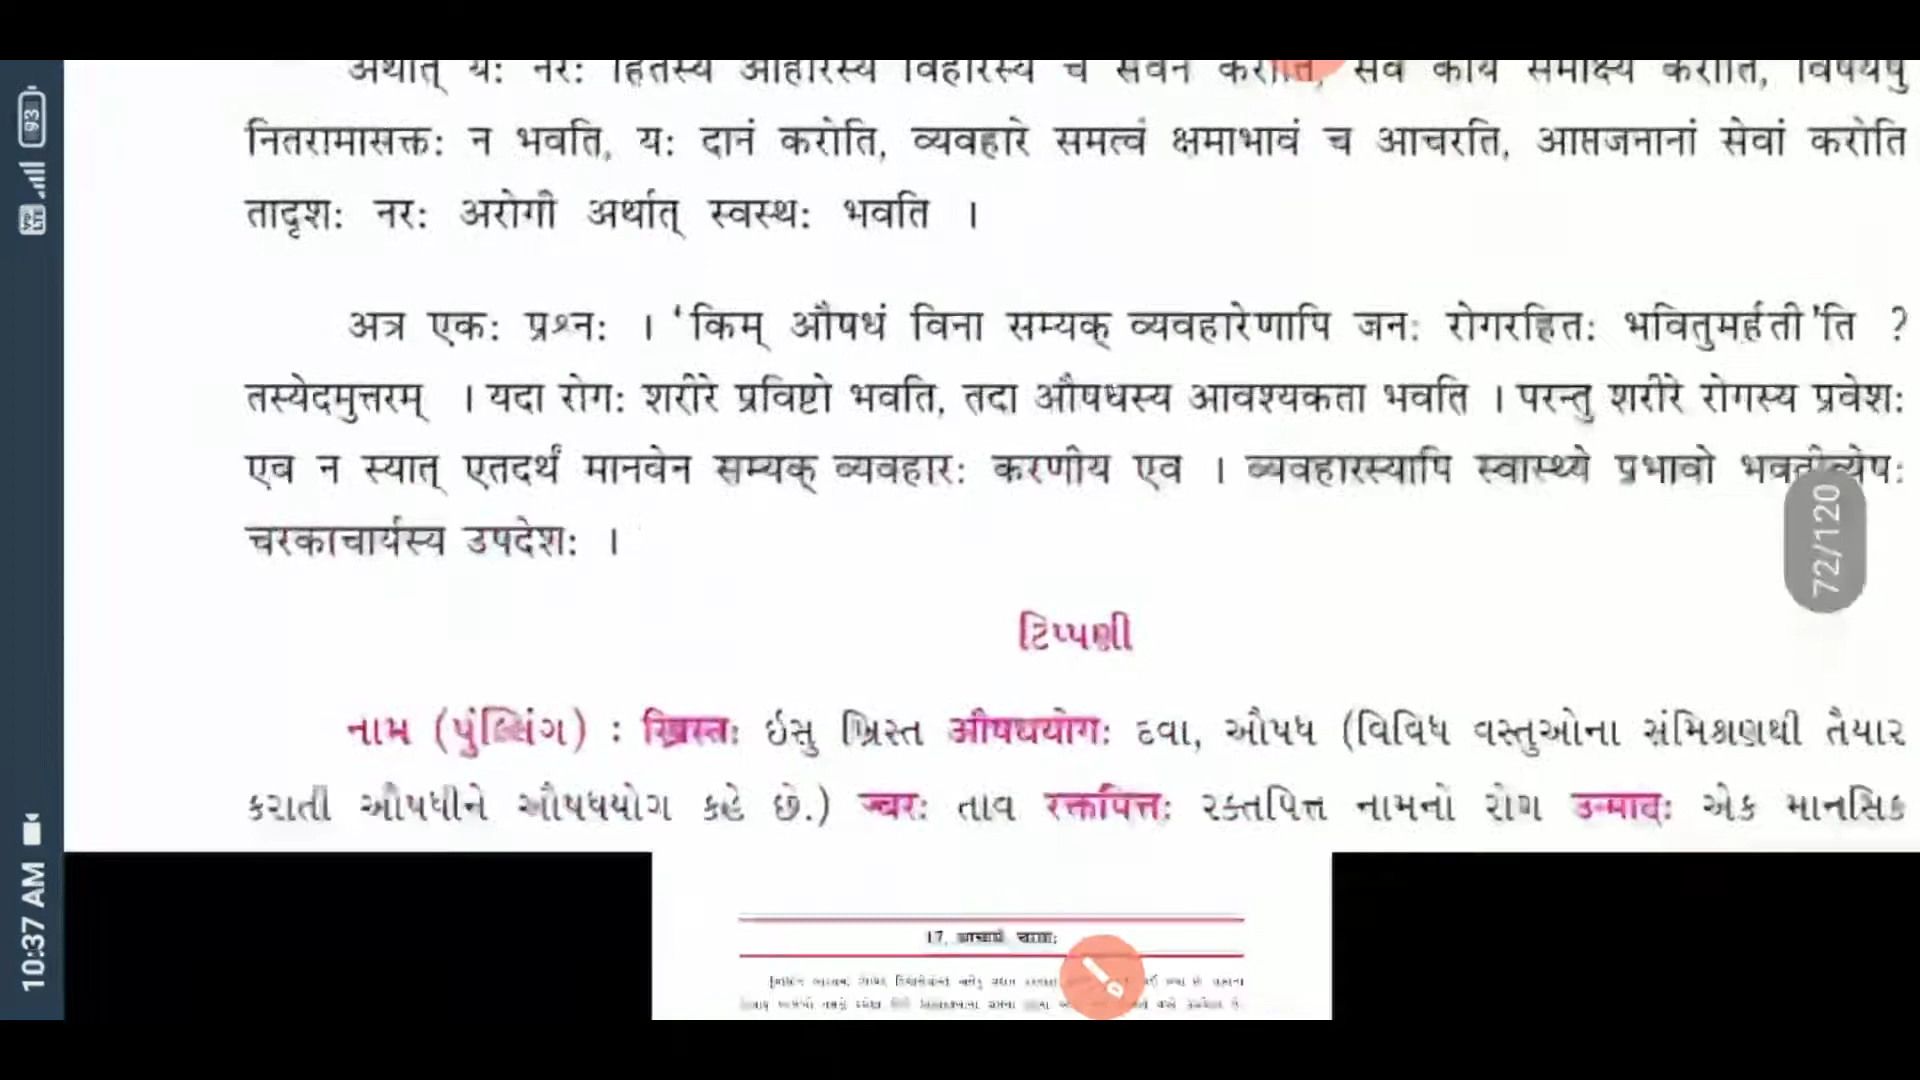 अर्थात् यः नरः हितस्य आहारस्य विहारस्य च सेवनं करोति, सर्वं कार्यं समीक्ष्य करोति, विषयेषु
नितरामासक्तः न भवति, यः दानं करोति, व्यवहारे समत्वं क्षमाभावं च आचरति, आप्तजनानां सेवां करोति
तादृशः नरः अरोगी अर्थात् स्वस्थः भवति ।
अत्र एकः प्रश्नः । 'किम् औषधं विना सम्यक् व्यवहारेणापि जनः रोगरहितः भवितुमर्हती'ति ?
तस्येदमुत्तरम् । यदा रोगः शरीरे प्रविष्टो भवति, तदा औषधस्य आवश्यकता भवति । परन्तु शरीरे रोगस्य प्रवेशः
एव न स्यात् एतदर्थं मानवेन सम्यक् व्यवहारः करणीय एव । व्यवहारस्यापि स्वास्थ्ये प्रभावो भवतीत्येषः
चरकाचार्यस्य उपदेशः ।
ટિપ્પણી
નામ (પુંલ્લિંગ) : ख्रिस्तः ઈસુ ખ્રિસ્ત औषधयोगः દવા, ઔષધ (વિવિધ વસ્તુઓના સંમિશ્રણથી તૈયાર
કરાતી ઔષધીને ઔષધયોગ કહે છે.) ज्वरः તાવ रक्तपित्तः રક્તપિત્ત નામનો રોગ उन्मादः એક માનસિક
72/120
93
10:37 AM
17.